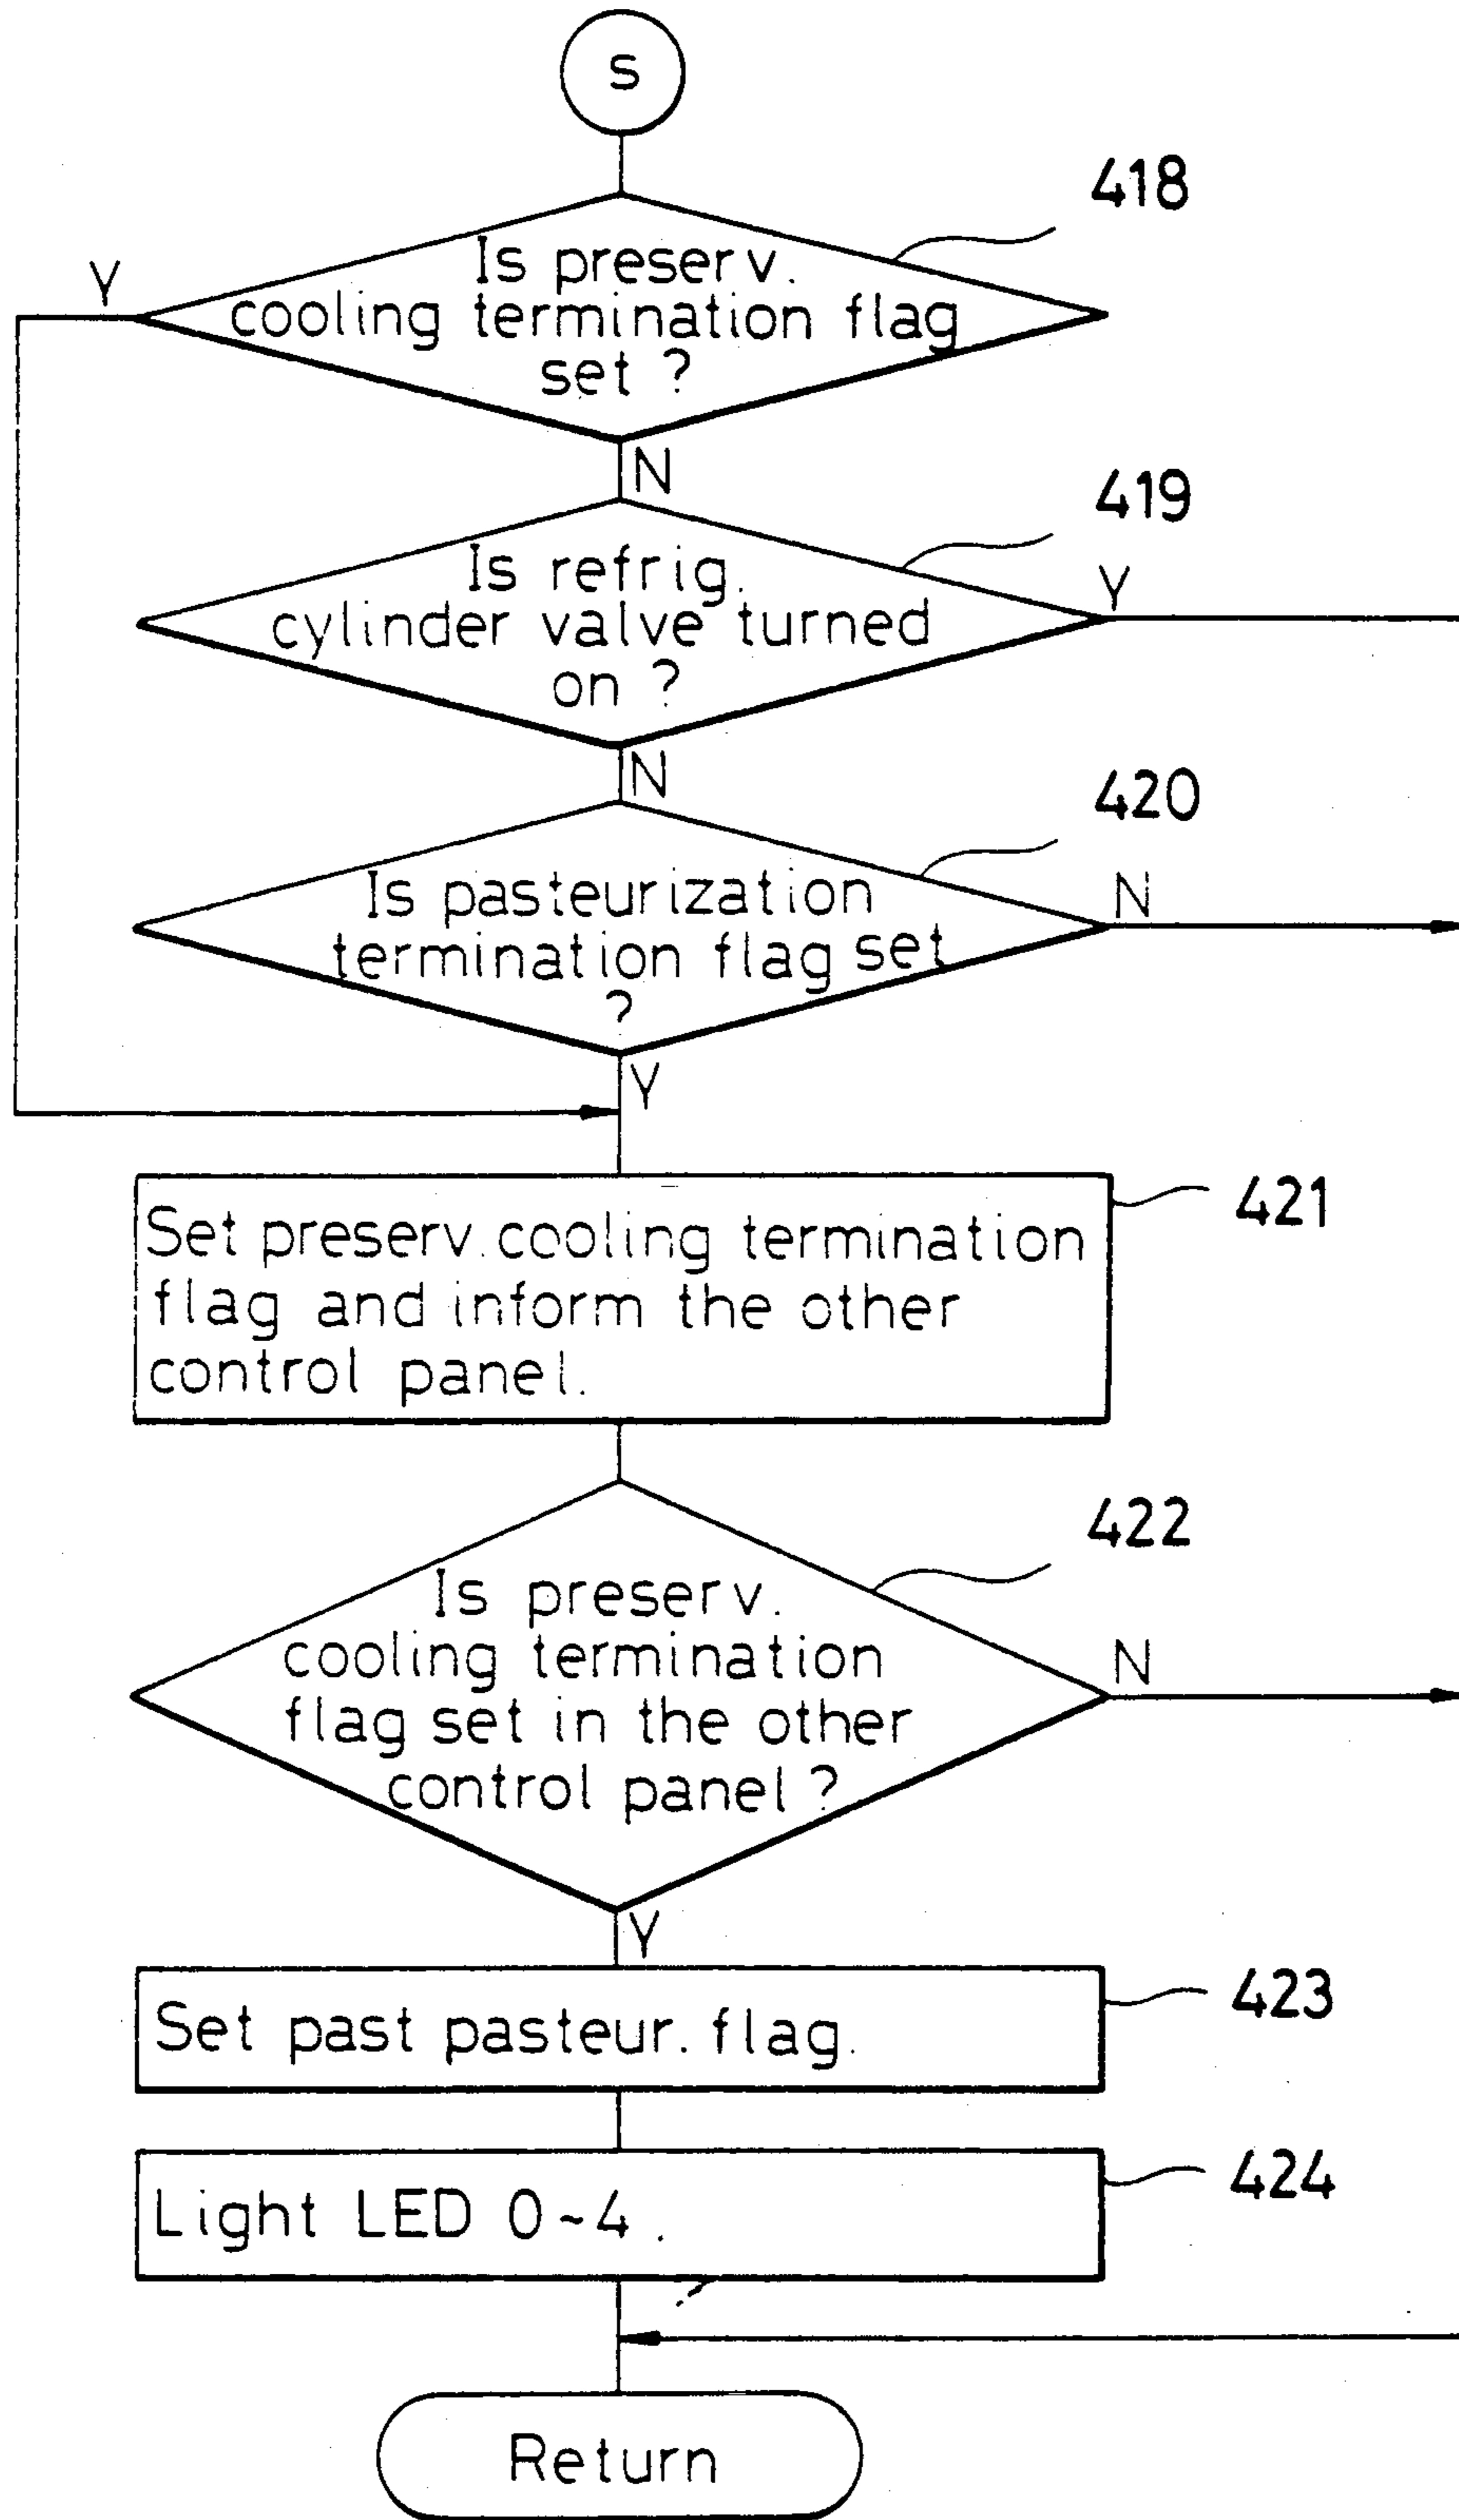 s
418
Is preserv.
Y
cooling termination flag
set ?
N
419
Is refrig.
Y
cylinder valve turned
on ?
N
420
Is pasteurization
N
termination flag set
?
Y
421
Set preserv. cooling termination
flag and inform the other
control panel.
422
Is preserv.
cooling termination
N
flag set in the other
control panel ?
Y
423
Set past pasteur. flag.
424
Light LED 0~4.
Return